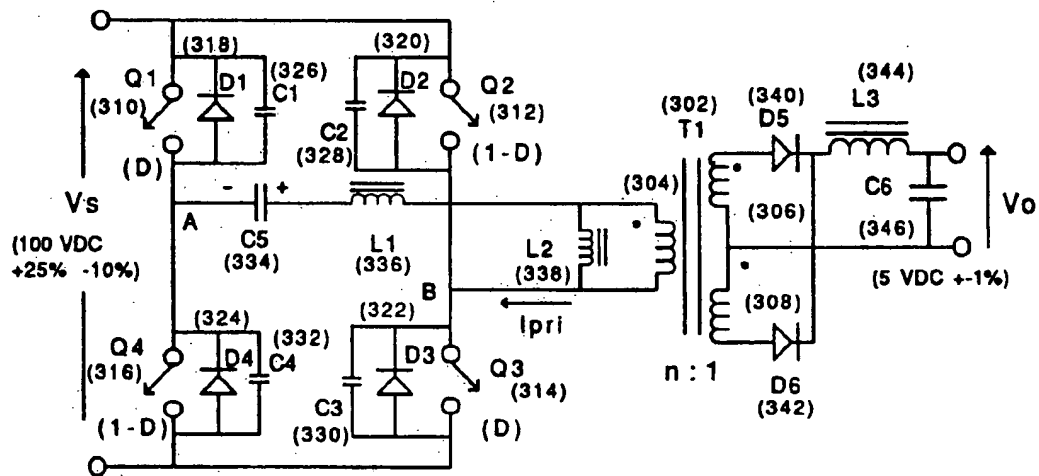 (318)
(320)
Q1
(310)
D1
(326)
C1
D2
Q2
(312)
C2
(328)
(D)
(1-D)
(302)
T1
(340)
D5
(344)
L3
Vs
(100 VDC
+25% -10%)
A
-
+
C5
(334)
L1
(336)
(304)
L2
(338)
(306)
C6
(346)
Vo
(5 VDC +-1%)
B
Ipri
(308)
n : 1
D6
(342)
(324)
(332)
Q4
(316)
D4
C4
(1-D)
(322)
D3
Q3
(314)
C3
(330)
(D)